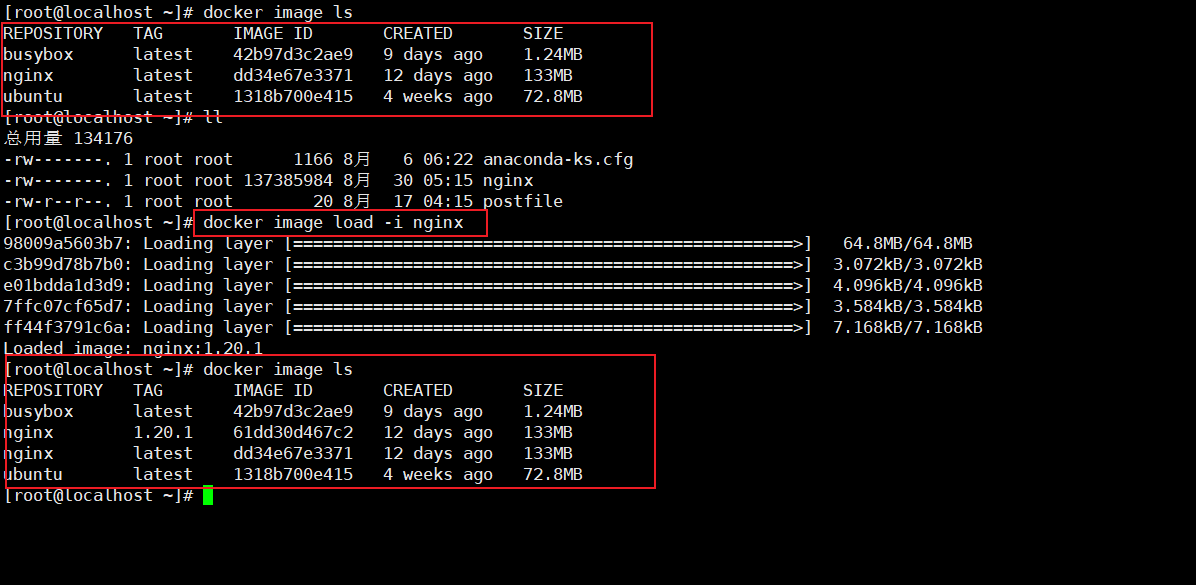 [root@localhost ~]# docker image ls
REPOSITORY   TAG       IMAGE ID       CREATED       SIZE
busybox      latest    42b97d3c2ae9   9 days ago    1.24MB
nginx        latest    dd34e67e3371   12 days ago   133MB
ubuntu       latest    1318b700e415   4 weeks ago   72.8MB
[root@localhost ~]# ll
总用量 134176
-rw-------. 1 root root      1166 8月   6 06:22 anaconda-ks.cfg
-rw-------. 1 root root 137385984 8月  30 05:15 nginx
-rw-r--r--. 1 root root        20 8月  17 04:15 postfile
[root@localhost ~]# docker image load -i nginx
98009a5603b7: Loading layer [==================================================>]   64.8MB/64.8MB
c3b99d78b7b0: Loading layer [==================================================>]  3.072kB/3.072kB
e01bdda1d3d9: Loading layer [==================================================>]  4.096kB/4.096kB
7ffc07cf65d7: Loading layer [==================================================>]  3.584kB/3.584kB
ff44f3791c6a: Loading layer [==================================================>]  7.168kB/7.168kB
Loaded image: nginx:1.20.1
[root@localhost ~]# docker image ls
REPOSITORY   TAG       IMAGE ID       CREATED       SIZE
busybox      latest    42b97d3c2ae9   9 days ago    1.24MB
nginx        1.20.1    61dd30d467c2   12 days ago   133MB
nginx        latest    dd34e67e3371   12 days ago   133MB
ubuntu       latest    1318b700e415   4 weeks ago   72.8MB
[root@localhost ~]#